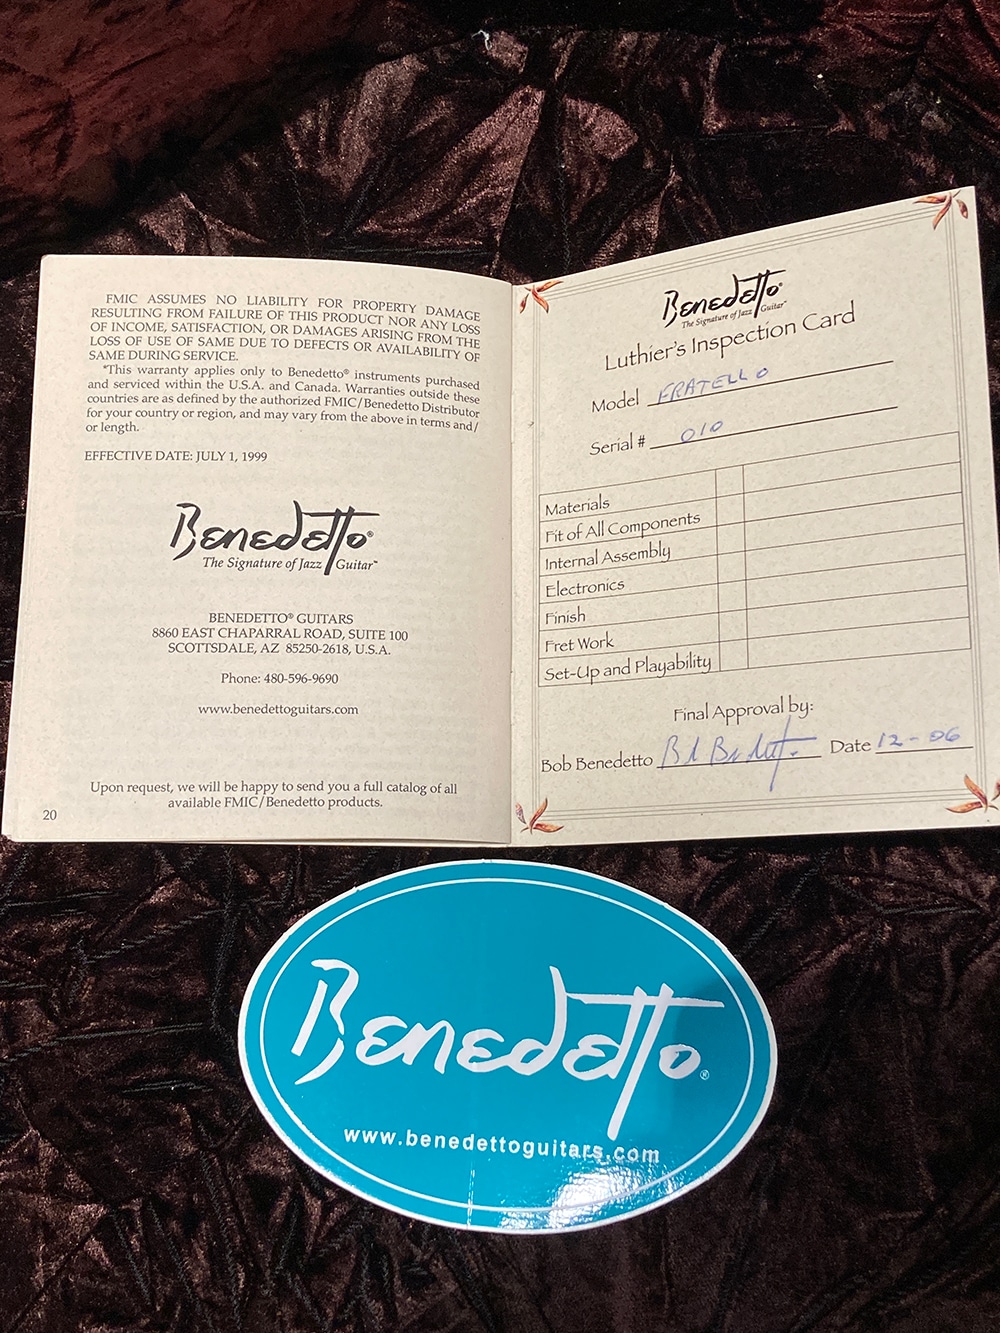 FMIC ASSUMES NO LIABILITY FOR PROPERTY DAMAGE
RESULTING FROM FAILURE OF THIS PRODUCT NOR ANY LOSS
OF INCOME, SATISFACTION, OR DAMAGES ARISING FROM THE
LOSS OF USE OF SAME DUE TO DEFECTS OR AVAILABILITY OF
SAME DURING SERVICE.
*This warranty applies only to Benedetto® instruments purchased
and serviced within the U.S.A. and Canada. Warranties outside these
countries are as defined by the authorized FMIC/Benedetto Distributor
for your country or region, and may vary from the above in terms and/
or length.
EFFECTIVE DATE: JULY 1, 1999
Benedetto®
The Signature of Jazz Guitar™
BENEDETTO® GUITARS
8860 EAST CHAPARRAL ROAD, SUITE 100
SCOTTSDALE, AZ 85250-2618, U.S.A.
Phone: 480-596-9690
www.benedettoguitars.com
Upon request, we will be happy to send you a full catalog of all
available FMIC/Benedetto products.
20
Benedetto®
The Signature of Jazz Guitar™
Luthier's Inspection Card
Model FRATELLO
Serial # 010
Materials
Fit of All Components
Internal Assembly
Electronics
Finish
Fret Work
Set-Up and Playability
Final Approval by:
Bob Benedetto Bob Benedetto Date 12-06
Benedetto®
www.benedettoguitars.com